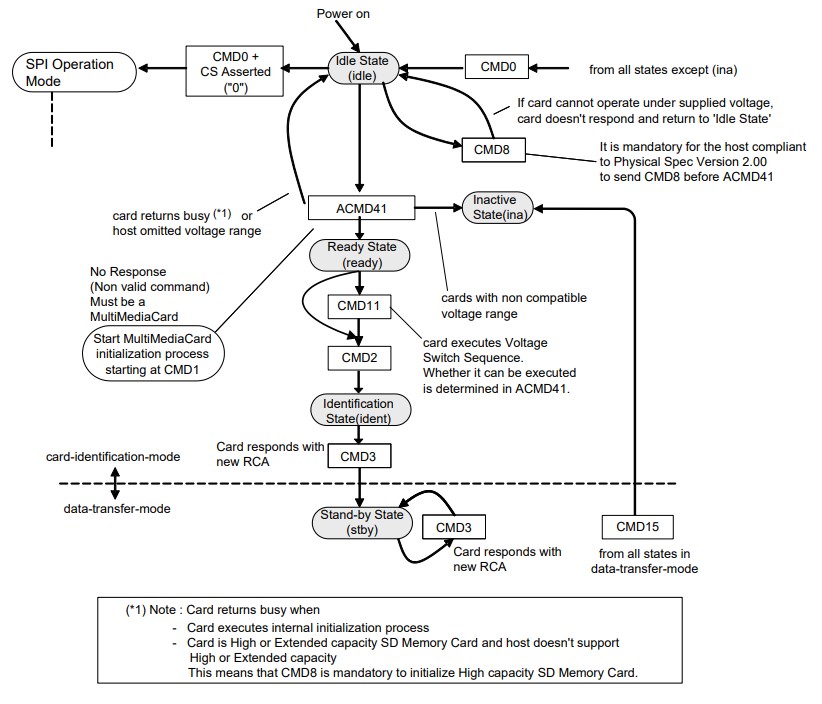 Power on
SPI Operation
Mode
CMD0 +
CS Asserted
("0")
Idle State
(idle)
CMD0
from all states except (ina)
If card cannot operate under supplied voltage,
card doesn't respond and return to 'Idle State'
CMD8
It is mandatory for the host compliant
to Physical Spec Version 2.00
to send CMD8 before ACMD41
card returns busy (*1) or
host omitted voltage range
ACMD41
Inactive
State(ina)
Ready State
(ready)
No Response
(Non valid command)
Must be a
MultiMediaCard
Start MultiMediaCard
initialization process
starting at CMD1
cards with non compatible
voltage range
CMD11
card executes Voltage
Switch Sequence.
Whether it can be executed
is determined in ACMD41.
CMD2
Identification
State(ident)
Card responds with
new RCA
CMD3
card-identification-mode
data-transfer-mode
Stand-by State
(stby)
CMD3
Card responds with
new RCA
CMD15
from all states in
data-transfer-mode
(*1) Note : Card returns busy when
- Card executes internal initialization process
- Card is High or Extended capacity SD Memory Card and host doesn't support
High or Extended capacity
This means that CMD8 is mandatory to initialize High capacity SD Memory Card.